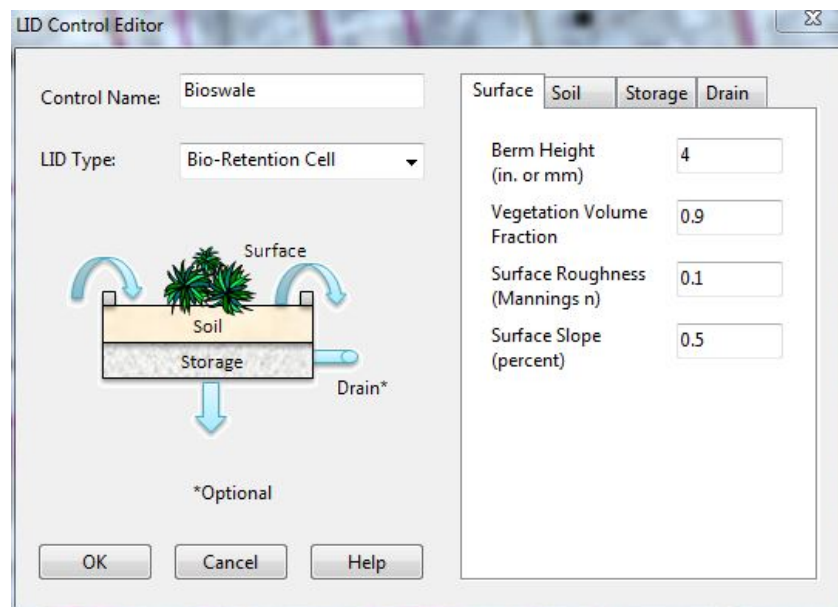 LID Control Editor
Control Name:
Bioswale
LID Type:
Bio-Retention Cell
Surface
Soil
Storage
Drain*
*Optional
OK
Cancel
Help
Surface
Soil
Storage
Drain
Berm Height
(in. or mm)
4
Vegetation Volume
Fraction
0.9
Surface Roughness
(Mannings n)
0.1
Surface Slope
(percent)
0.5